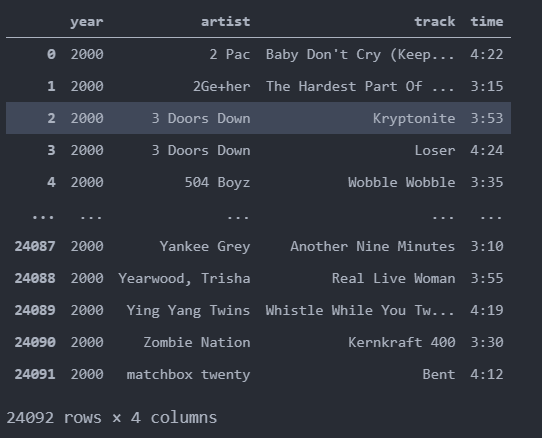 year artist track time
0 2000 2 Pac Baby Don't Cry (Keep... 4:22
1 2000 2Ge+her The Hardest Part Of ... 3:15
2 2000 3 Doors Down Kryptonite 3:53
3 2000 3 Doors Down Loser 4:24
4 2000 504 Boyz Wobble Wobble 3:35
... ... ... ... ...
24087 2000 Yankee Grey Another Nine Minutes 3:10
24088 2000 Yearwood, Trisha Real Live Woman 3:55
24089 2000 Ying Yang Twins Whistle While You Tw... 4:19
24090 2000 Zombie Nation Kernkraft 400 3:30
24091 2000 matchbox twenty Bent 4:12
24092 rows × 4 columns